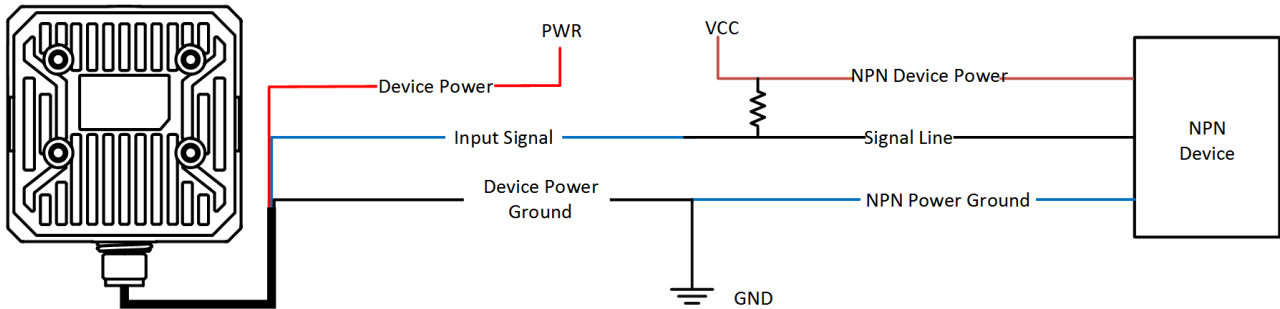 PWR
VCC
Device Power
NPN Device Power
Input Signal
Signal Line
NPN
Device
Device Power
Ground
NPN Power Ground
GND